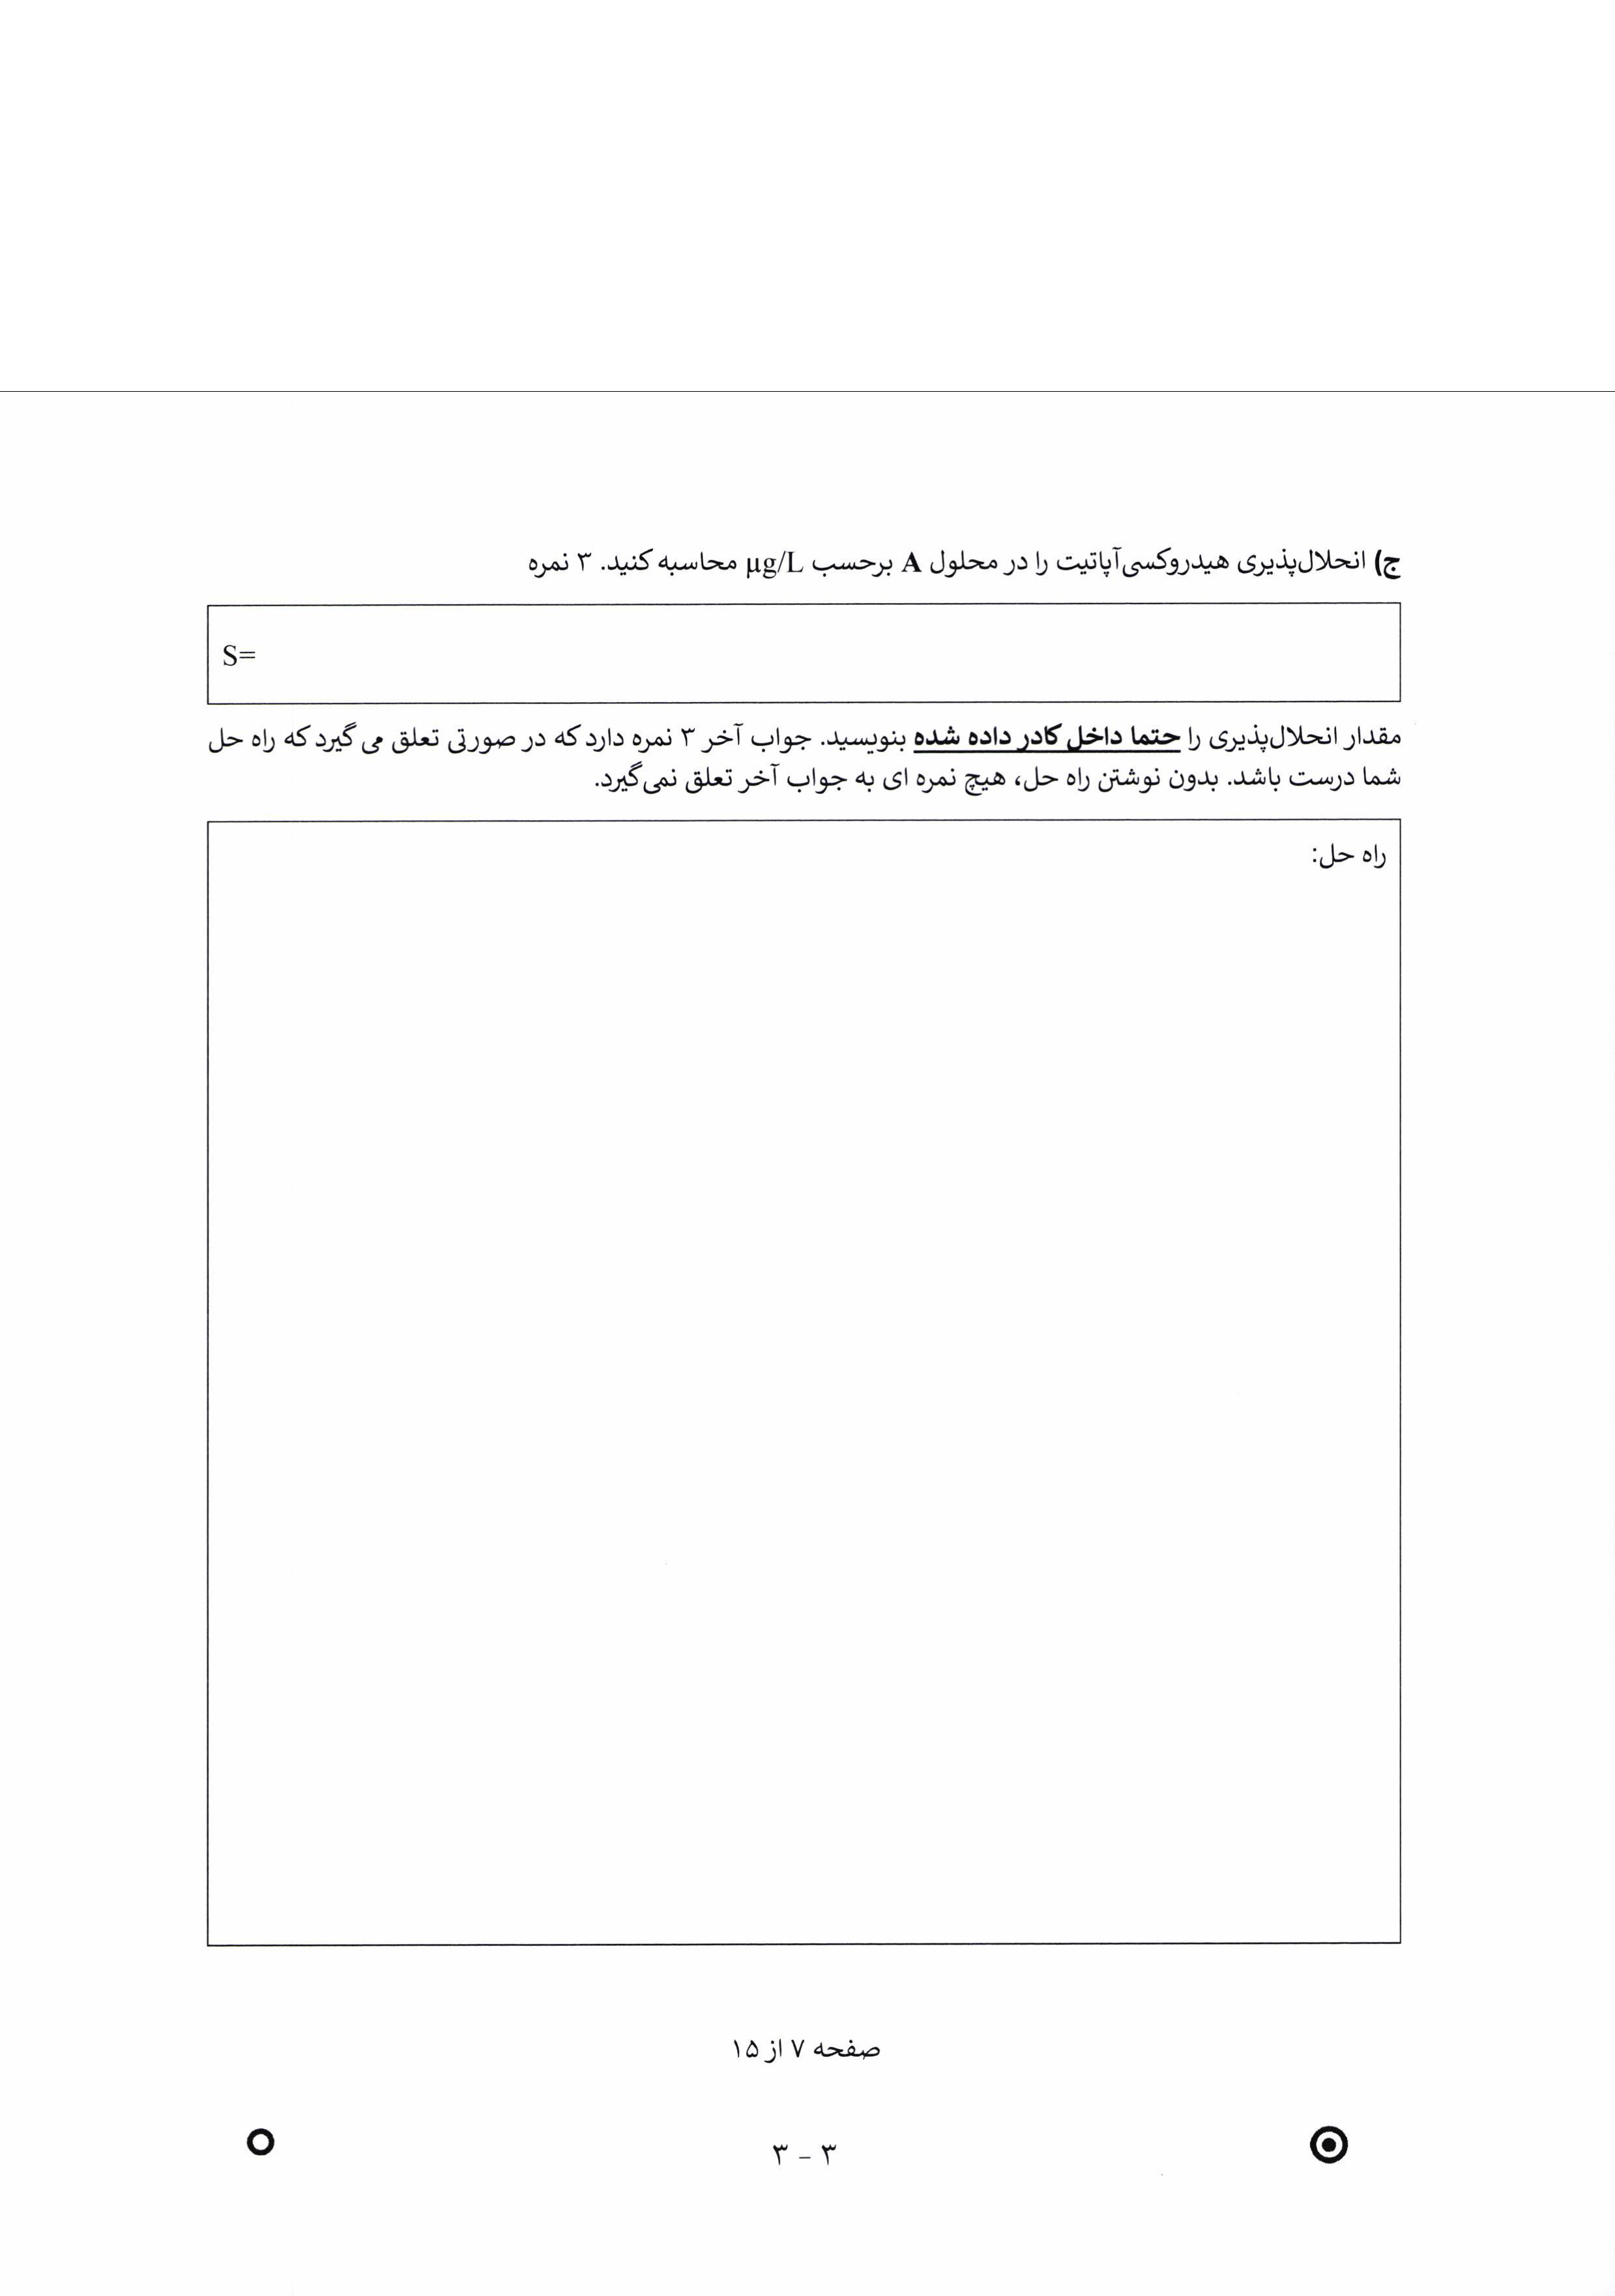 ج) انحلال‌پذیری هیدروکسی‌آپاتیت را در محلول A برحسب µg/L محاسبه کنید. ۳ نمره
S=
مقدار انحلال‌پذیری را حتما داخل کادر داده شده بنویسید. جواب آخر ۳ نمره دارد که در صورتی تعلق می گیرد که راه حل
شما درست باشد. بدون نوشتن راه حل، هیچ نمره ای به جواب آخر تعلق نمی‌گیرد.
راه حل:
صفحه ۷ از ۱۵
۳ - ۳